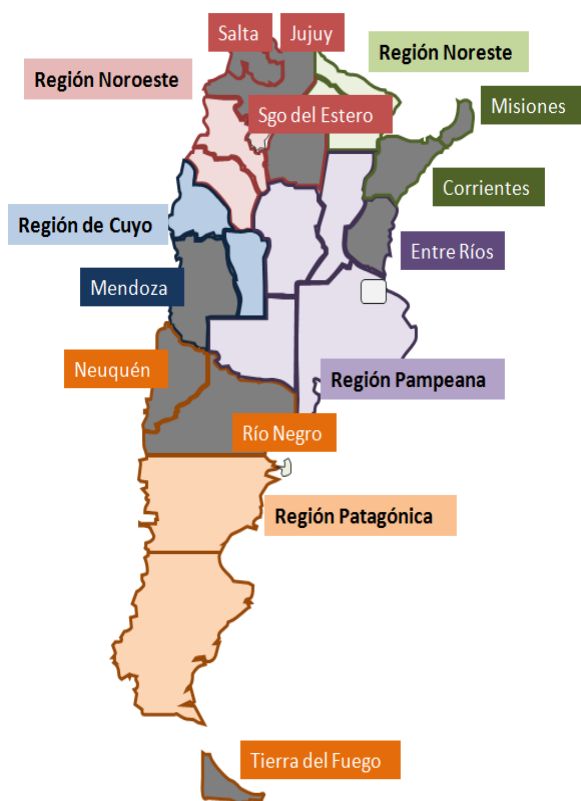 Salta
Jujuy
Región Noreste
Región Noroeste
Misiones
Sgo del Estero
Corrientes
Región de Cuyo
Entre Ríos
Mendoza
Neuquén
Región Pampeana
Río Negro
Región Patagónica
Tierra del Fuego